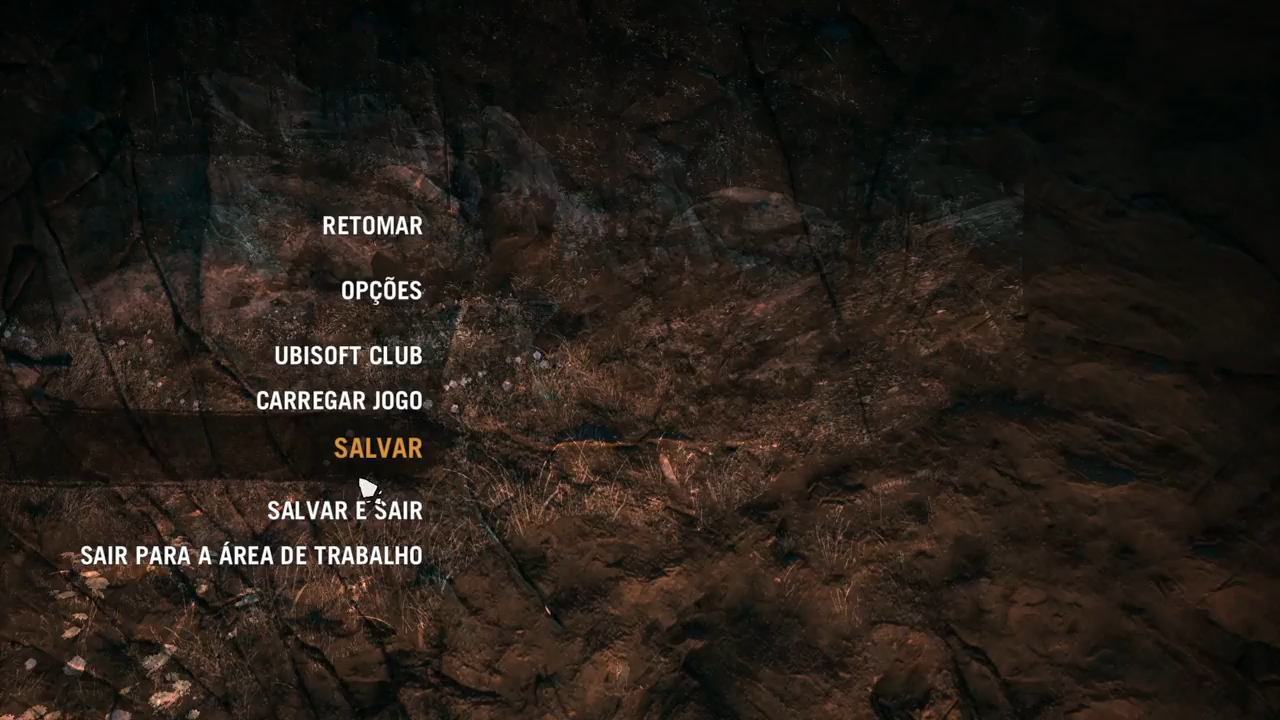 RETOMAR
OPÇÕES
UBISOFT CLUB
CARREGAR JOGO
SALVAR
SALVAR E SAIR
SAIR PARA A ÁREA DE TRABALHO